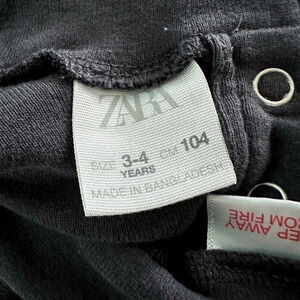 ZARA
SIZE 3-4 YEARS CM 104
MADE IN BANGLADESH
EP AWAY
OM FIRE